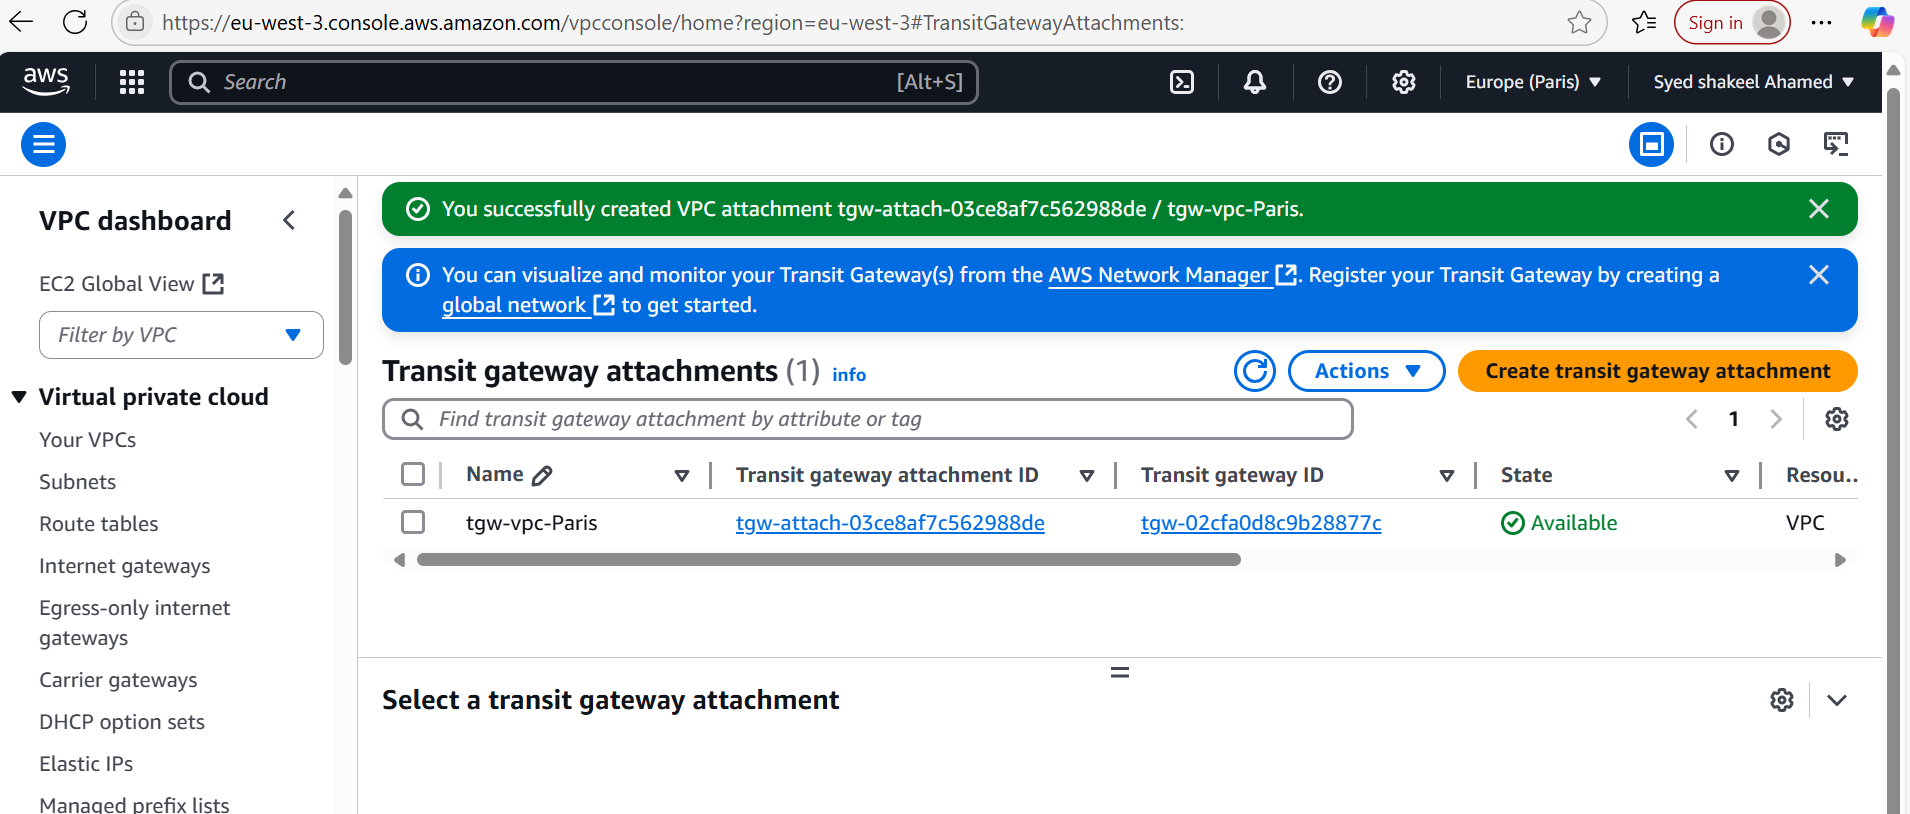 https://eu-west-3.console.aws.amazon.com/vpcconsole/home?region=eu-west-3#TransitGatewayAttachments:
Sign in
aws
Search
[Alt+S]
Europe (Paris)
Syed shakeel Ahamed
VPC dashboard
EC2 Global View
Filter by VPC
Virtual private cloud
Your VPCs
Subnets
Route tables
Internet gateways
Egress-only internet
gateways
Carrier gateways
DHCP option sets
Elastic IPs
Managed prefix lists
You successfully created VPC attachment tgw-attach-03ce8af7c562988de / tgw-vpc-Paris.
You can visualize and monitor your Transit Gateway(s) from the AWS Network Manager. Register your Transit Gateway by creating a
global network to get started.
Transit gateway attachments (1) info
Actions
Create transit gateway attachment
Find transit gateway attachment by attribute or tag
1
Name Transit gateway attachment ID Transit gateway ID State Resou..
tgw-vpc-Paris tgw-attach-03ce8af7c562988de tgw-02cfa0d8c9b28877c Available VPC
Select a transit gateway attachment